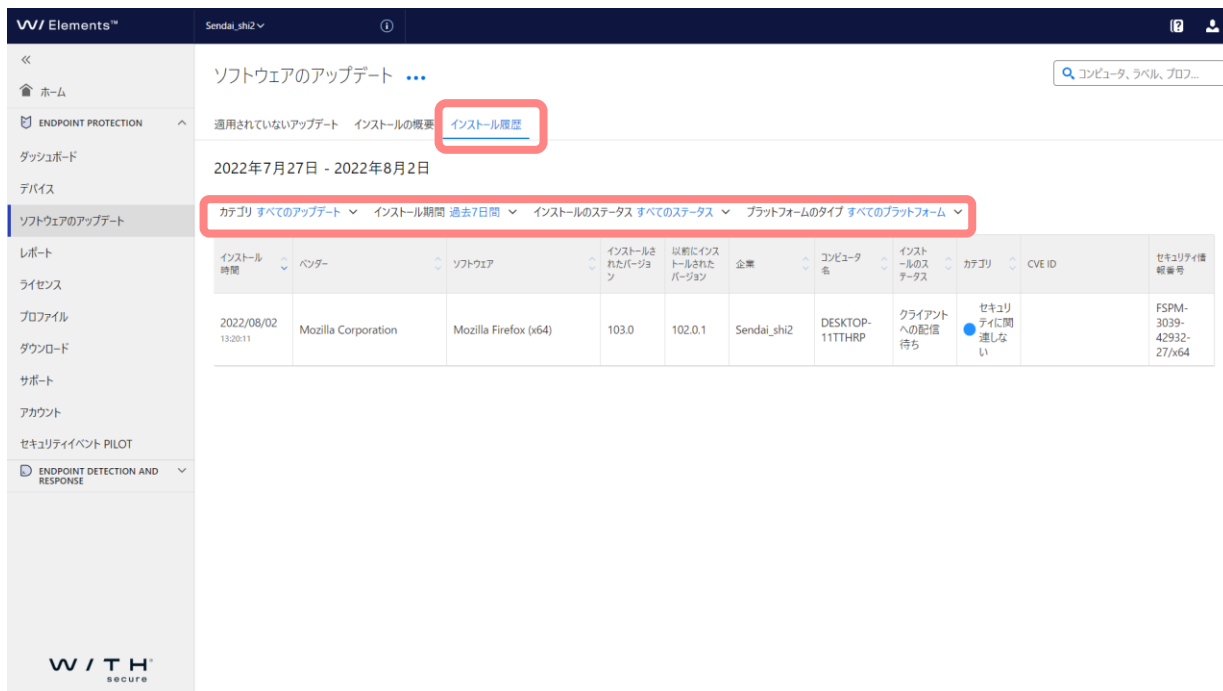 W/ Elements™ Sendai_shi2
ソフトウェアのアップデート ...
コンピュータ、ラベル、プロフ...
ホーム
ENDPOINT PROTECTION
適用されていないアップデート インストールの概要 インストール履歴
ダッシュボード
2022年7月27日 - 2022年8月2日
デバイス
ソフトウェアのアップデート
カテゴリ すべてのアップデート インストール期間 過去7日間 インストールのステータス すべてのステータス プラットフォームのタイプ すべてのプラットフォーム
レポート
ライセンス
プロファイル
ダウンロード
サポート
アカウント
セキュリティイベント PILOT
ENDPOINT DETECTION AND
RESPONSE
インストール
時間
ベンダー
ソフトウェア
インストールさ
れたバージョ
ン
以前にインス
トールされた
バージョン
企業
コンピュータ
名
インスト
ールのス
テータス
カテゴリ
CVE ID
セキュリティ情
報番号
2022/08/02
13:20:11
Mozilla Corporation
Mozilla Firefox (x64)
103.0
102.0.1
Sendai_shi2
DESKTOP-
11TTHRP
クライアント
への配信
待ち
セキュリ
ティに関
連しな
い
FSPM-
3039-
42932-
27/x64
W / T H
secure